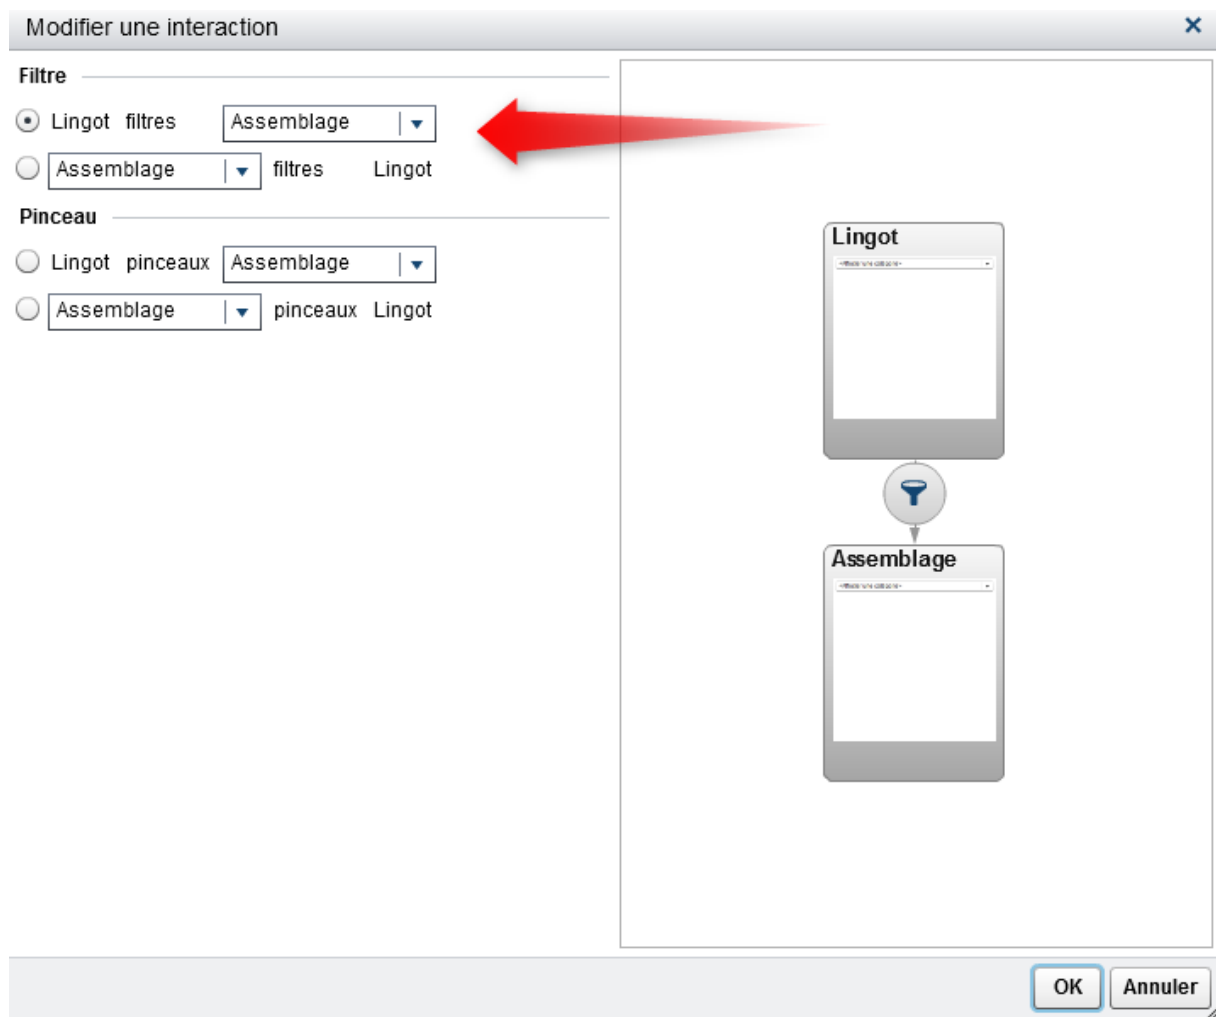 Modifier une interaction
Filtre
Lingot filtres Assemblage
Assemblage filtres Lingot
Pinceau
Lingot pinceaux Assemblage
Assemblage pinceaux Lingot
Lingot
Assemblage
OK Annuler